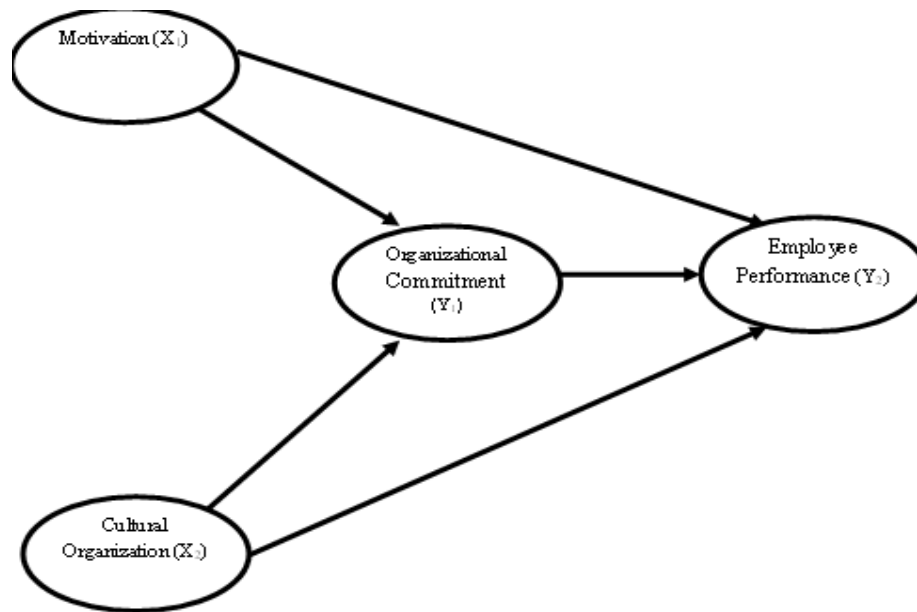 Motivation (X₁)
Organizational
Commitment
(Y₁)
Employee
Performance (Y₂)
Cultural
Organization (X₂)